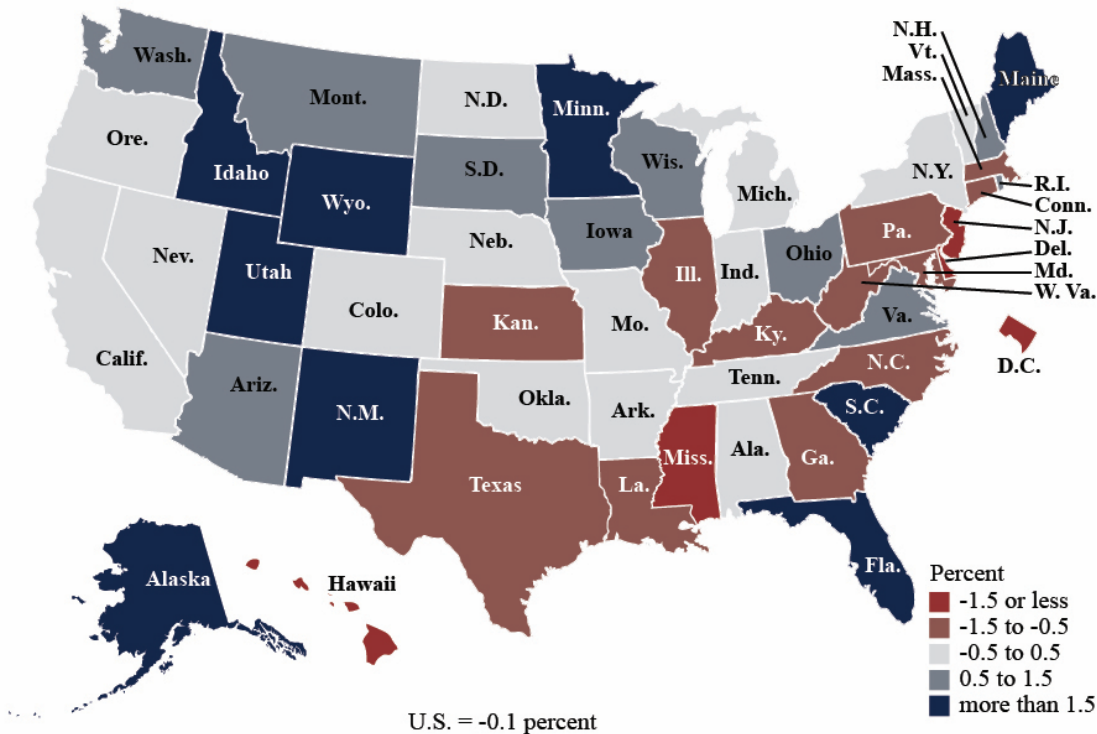 N.H.
Vt.
Mass.
Maine
Wash.
Mont.
N.D.
Minn.
Ore.
Idaho
S.D.
Wis.
Wyo.
Mich.
N.Y.
R.I.
Conn.
N.J.
Del.
Md.
W. Va.
Neb.
Iowa
Pa.
Nev.
Utah
Colo.
Ill.
Ind.
Ohio
Calif.
Kan.
Mo.
Ky.
Va.
D.C.
Ariz.
N.M.
Okla.
Ark.
Tenn.
N.C.
S.C.
Texas
La.
Miss.
Ala.
Ga.
Fla.
Alaska
Hawaii
Percent
-1.5 or less
-1.5 to -0.5
-0.5 to 0.5
0.5 to 1.5
more than 1.5
U.S. = -0.1 percent